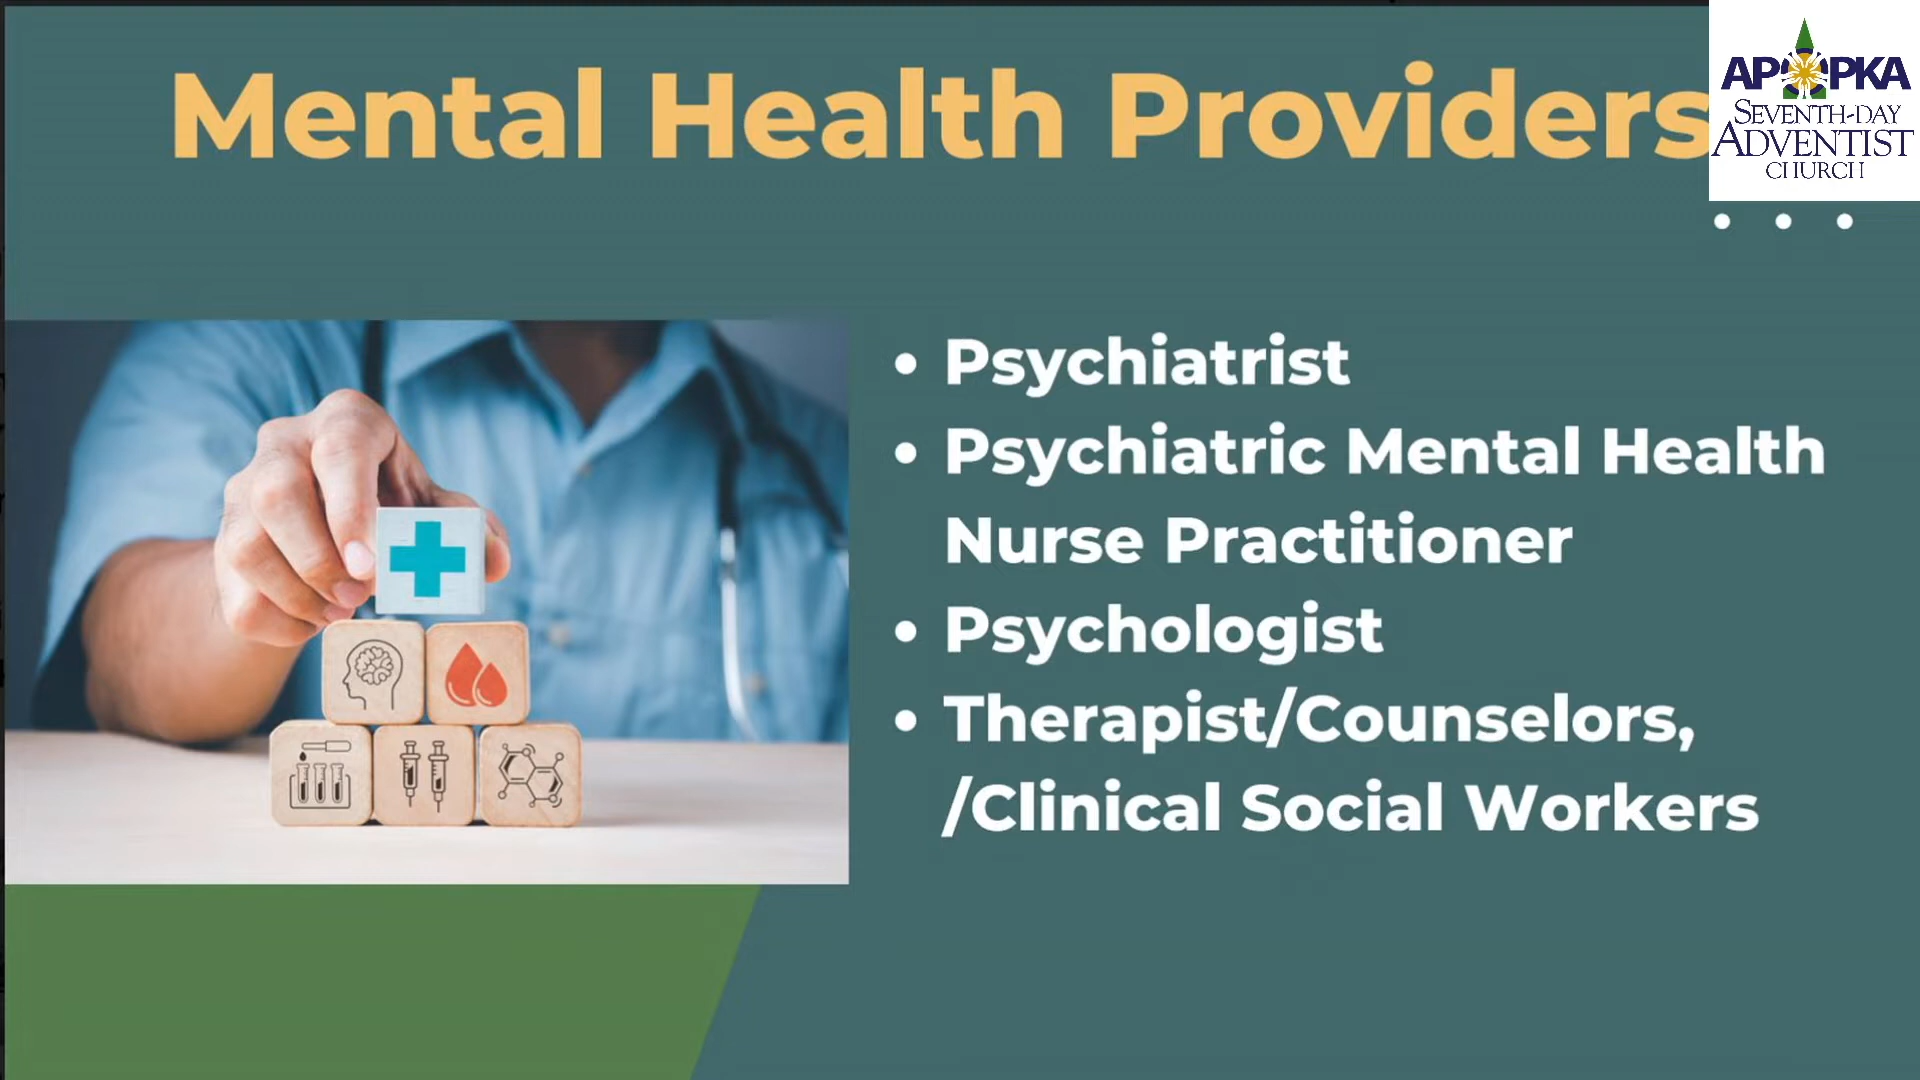 Mental Health Providers
APOPKA
SEVENTH-DAY
ADVENTIST
CHURCH
• Psychiatrist
• Psychiatric Mental Health
Nurse Practitioner
• Psychologist
• Therapist/Counselors,
/Clinical Social Workers